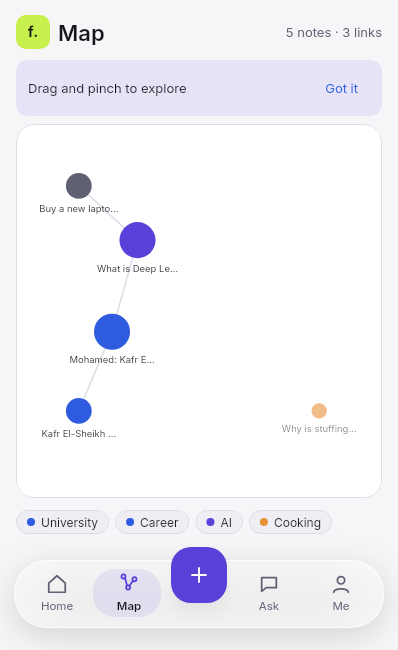 f. Map 5 notes · 3 links
Drag and pinch to explore Got it
Buy a new lapto...
What is Deep Le...
Mohamed: Kafr E...
Kafr El-Sheikh ...
Why is stuffing...
University Career AI Cooking
Home Map Ask Me